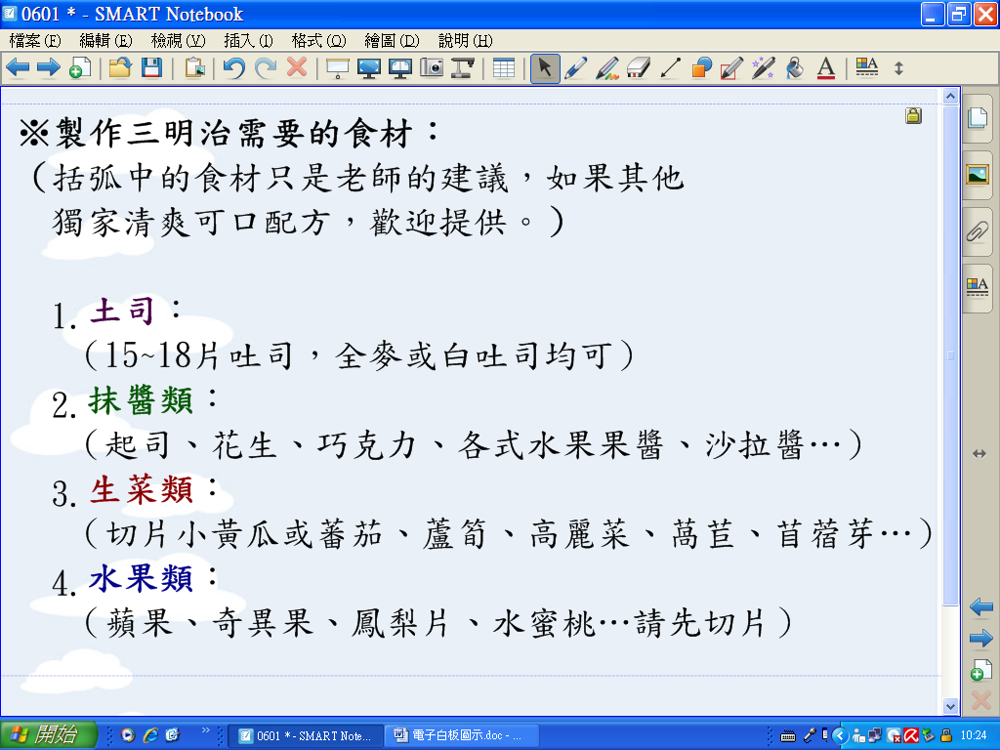 0601 * - SMART Notebook
檔案(F) 編輯(E) 檢視(V) 插入(I) 格式(O) 繪圖(D) 說明(H)
※製作三明治需要的食材：
（括弧中的食材只是老師的建議，如果其他
獨家清爽可口配方，歡迎提供。）
1. 土司：
（15~18片吐司，全麥或白吐司均可）
2. 抹醬類：
（起司、花生、巧克力、各式水果果醬、沙拉醬…）
3. 生菜類：
（切片小黃瓜或蕃茄、蘆筍、高麗菜、萵苣、苜蓿芽…）
4. 水果類：
（蘋果、奇異果、鳳梨片、水蜜桃…請先切片）
開始 0601 * - SMART Note... 電子白板圖示.doc - ... 10:24